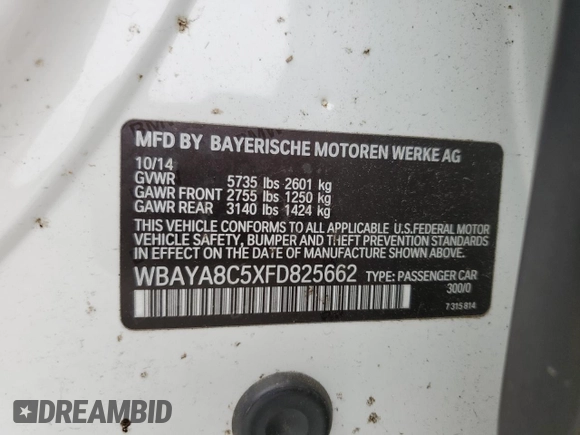 MFD BY BAYERISCHE MOTOREN WERKE AG
10/14
GVWR 5735 lbs 2601 kg
GAWR FRONT 2755 lbs 1250 kg
GAWR REAR 3140 lbs 1424 kg
THIS VEHICLE CONFORMS TO ALL APPLICABLE U.S.FEDERAL MOTOR
VEHICLE SAFETY, BUMPER AND THEFT PREVENTION STANDARDS
IN EFFECT ON THE DATE OF MANUFACTURE SHOWN ABOVE.
WBAYA8C5XFD825662 TYPE: PASSENGER CAR
300/0
7 315 814
DREAMBID